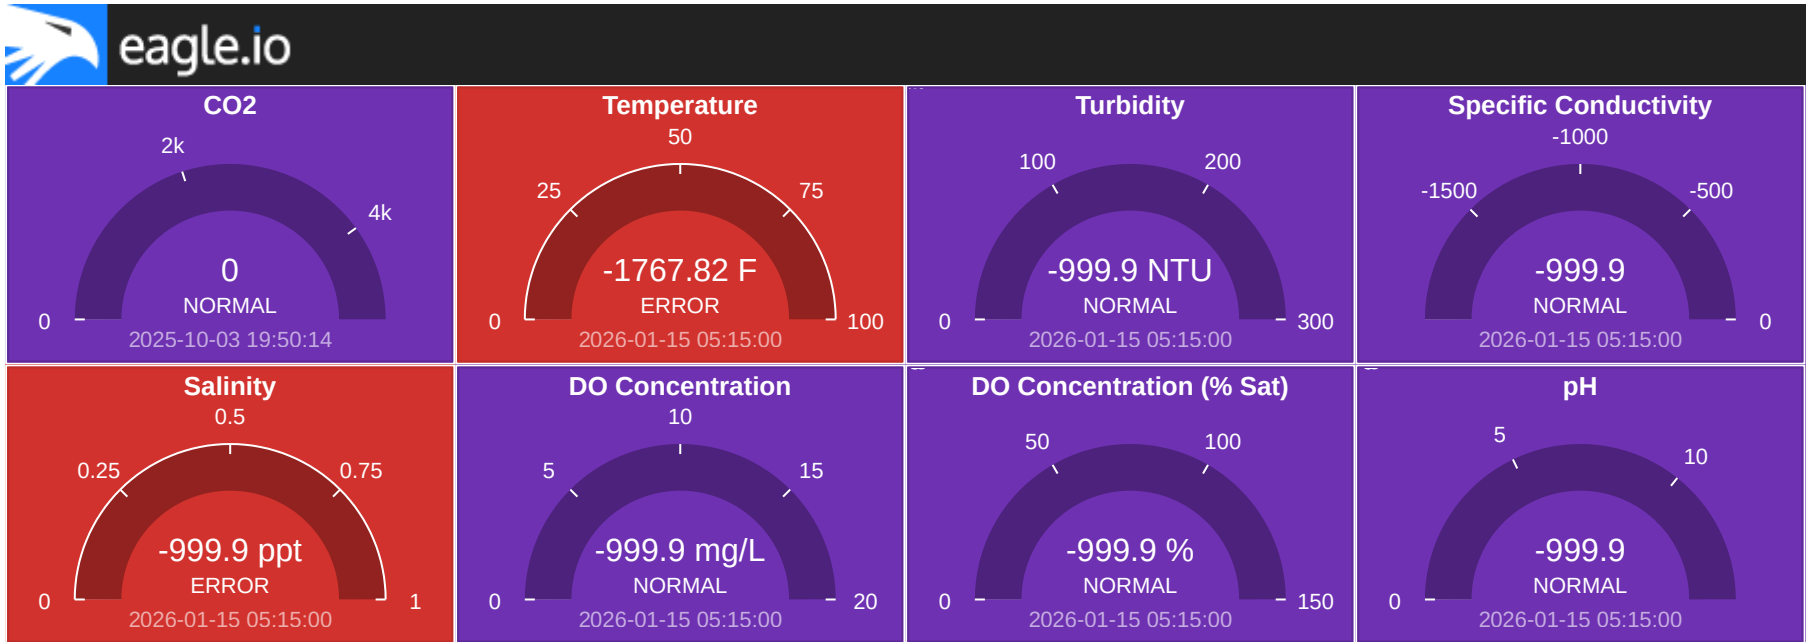 eagle.io
CO2
2k
4k
0
NORMAL
0
2025-10-03 19:50:14
Temperature
50
25
75
-1767.82 F
ERROR
0
100
2026-01-15 05:15:00
Turbidity
100
200
-999.9 NTU
NORMAL
0
300
2026-01-15 05:15:00
Specific Conductivity
-1000
-1500
-500
-999.9
NORMAL
0
2026-01-15 05:15:00
Salinity
0.5
0.25
0.75
-999.9 ppt
ERROR
0
1
2026-01-15 05:15:00
DO Concentration
10
5
15
-999.9 mg/L
NORMAL
0
20
2026-01-15 05:15:00
DO Concentration (% Sat)
50
100
-999.9 %
NORMAL
0
150
2026-01-15 05:15:00
pH
5
10
-999.9
NORMAL
0
2026-01-15 05:15:00